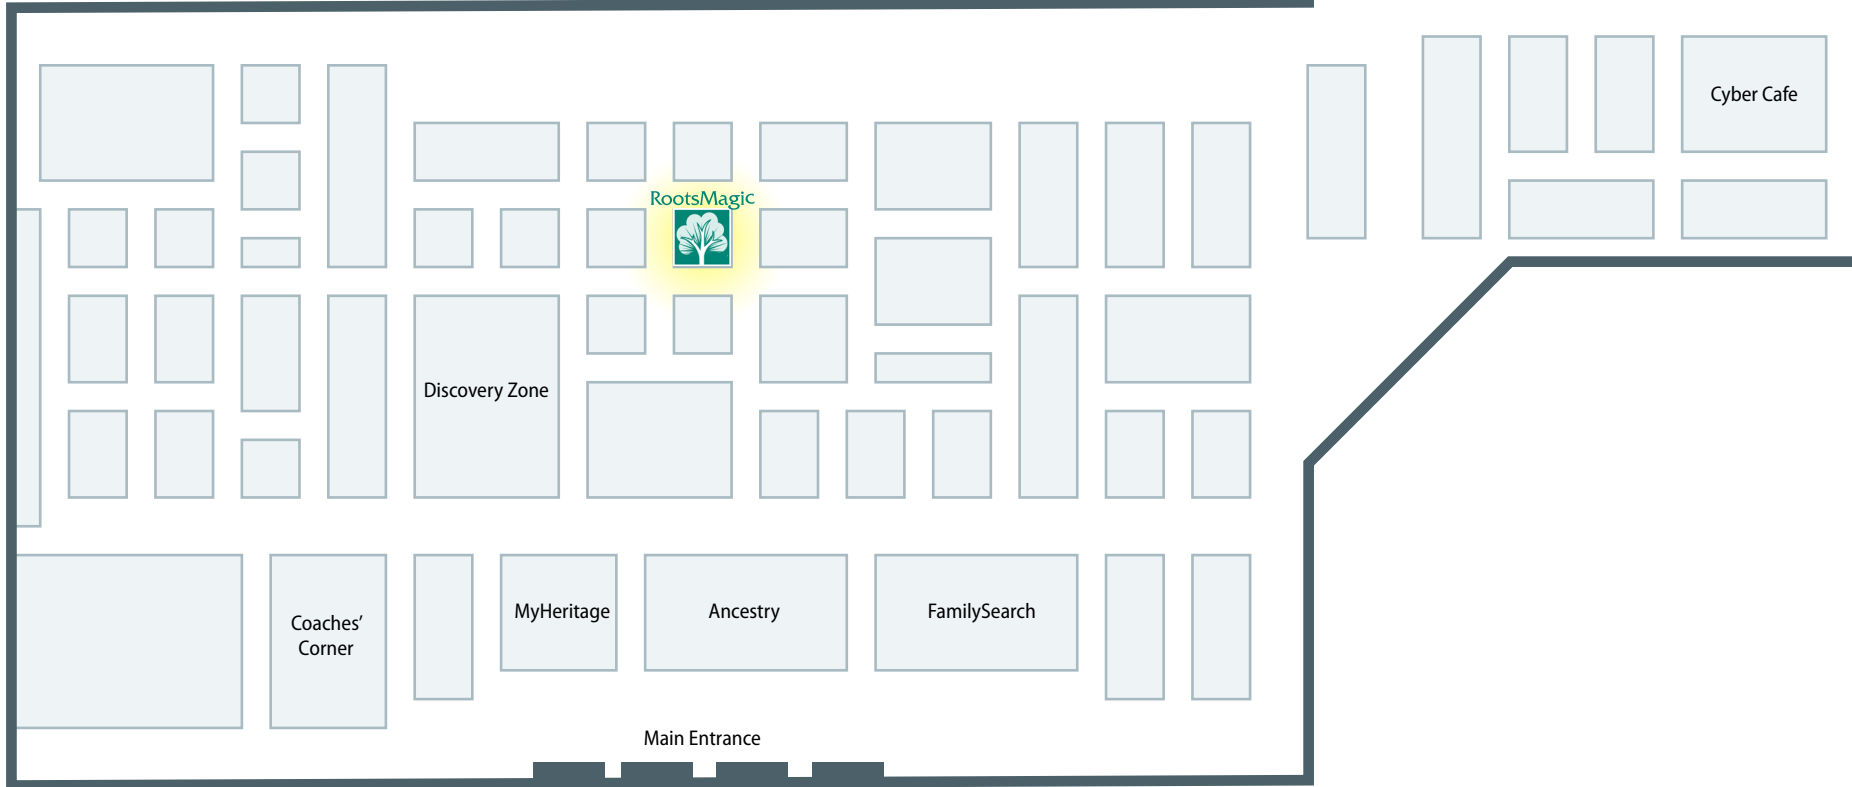 Cyber Cafe
RootsMagic
Discovery Zone
MyHeritage
Ancestry
FamilySearch
Coaches’
Corner
Main Entrance